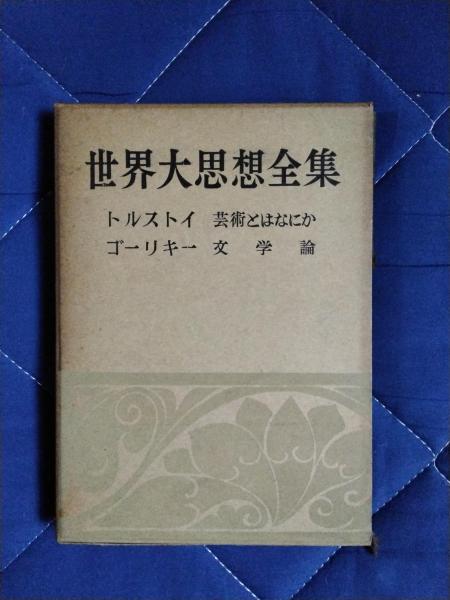 世界大思想全集
トルストイ 芸術とはなにか
ゴーリキー 文学論